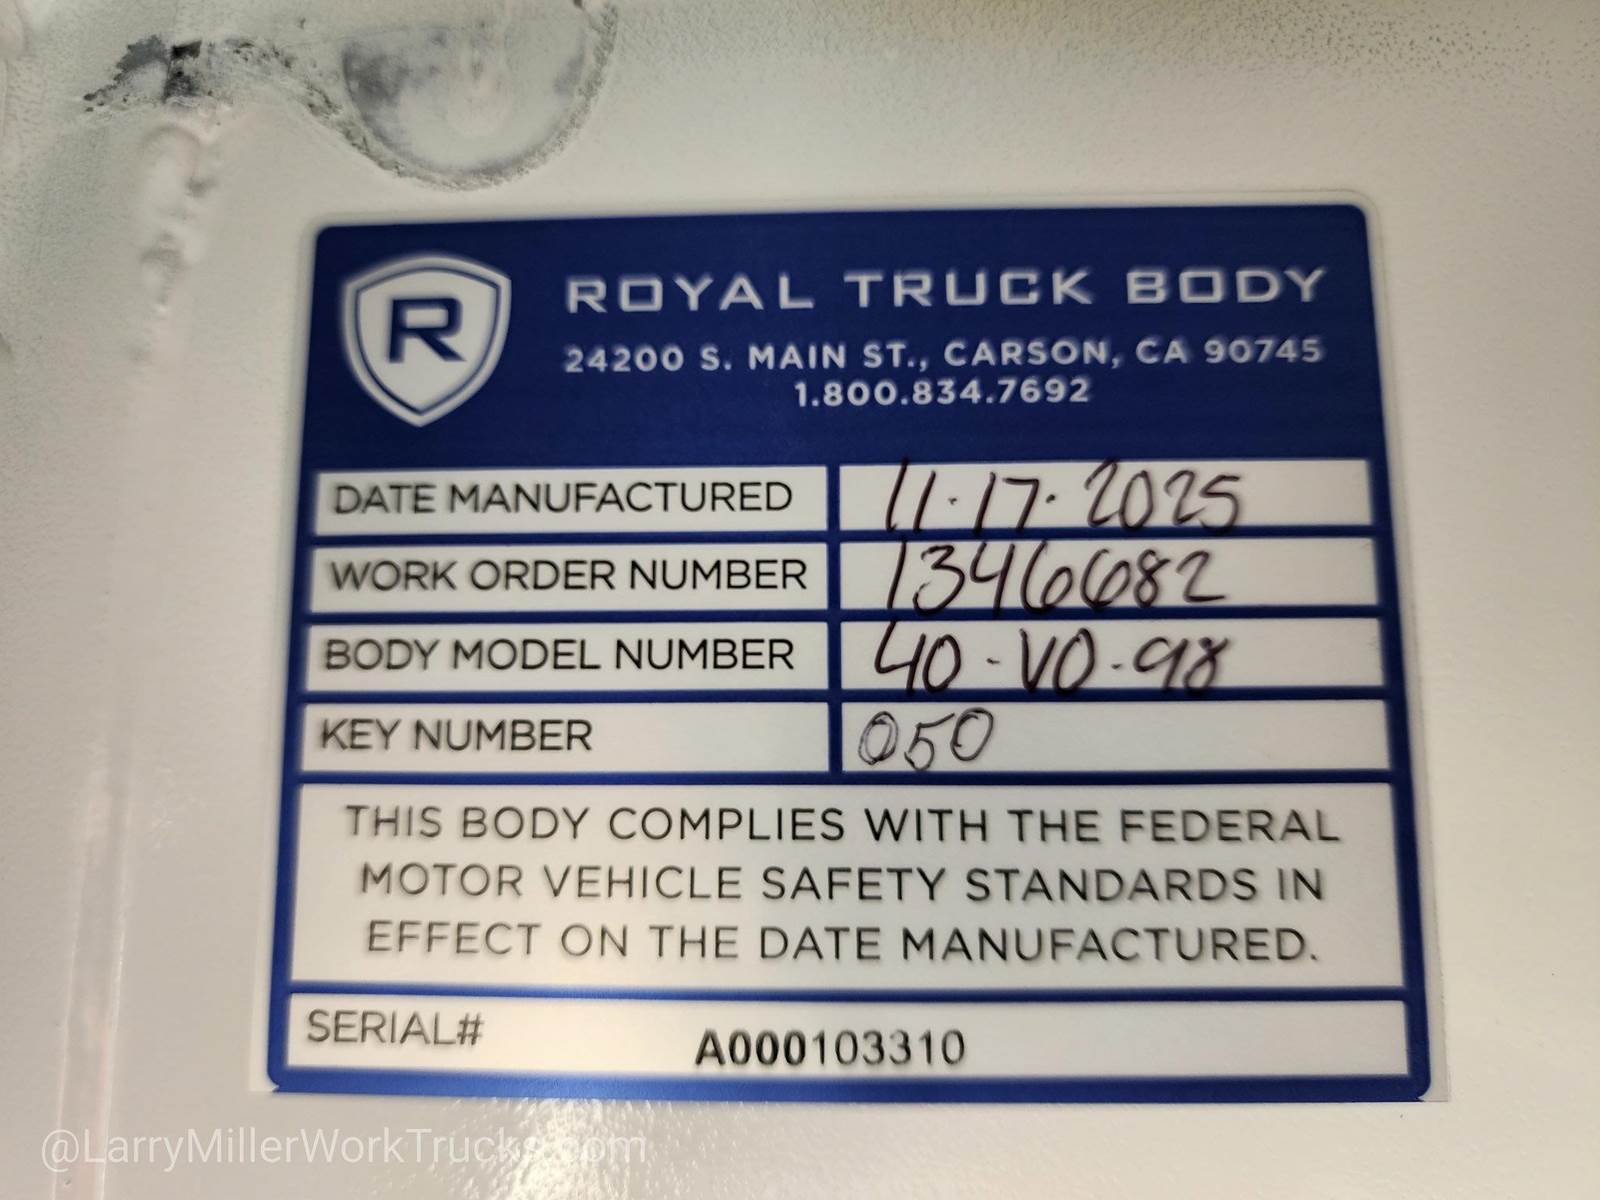 R
ROYAL TRUCK BODY
24200 S. MAIN ST., CARSON, CA 90745
1.800.834.7692
DATE MANUFACTURED 11-17-2025
WORK ORDER NUMBER 1346682
BODY MODEL NUMBER 40-VO-98
KEY NUMBER 050
THIS BODY COMPLIES WITH THE FEDERAL
MOTOR VEHICLE SAFETY STANDARDS IN
EFFECT ON THE DATE MANUFACTURED.
SERIAL# A000103310
@LarryMillerWorkTrucks.com